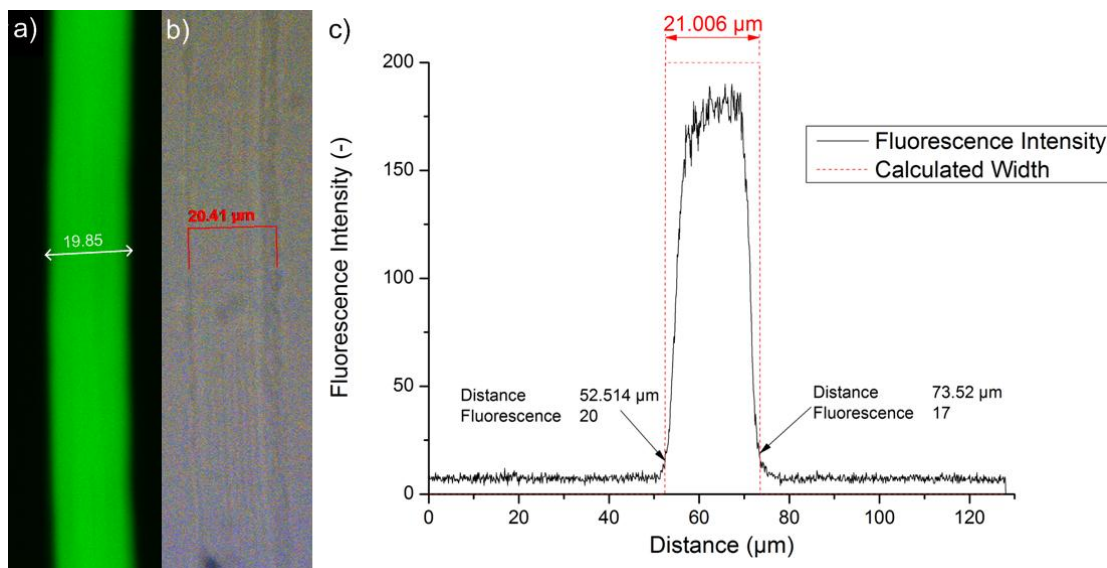 a)
19.85
b)
20.41 µm
c)
21.006 µm
200
150
100
50
0
Fluorescence Intensity (-)
Fluorescence Intensity
Calculated Width
Distance 52.514 µm
Fluorescence 20
Distance 73.52 µm
Fluorescence 17
0 20 40 60 80 100 120
Distance (µm)